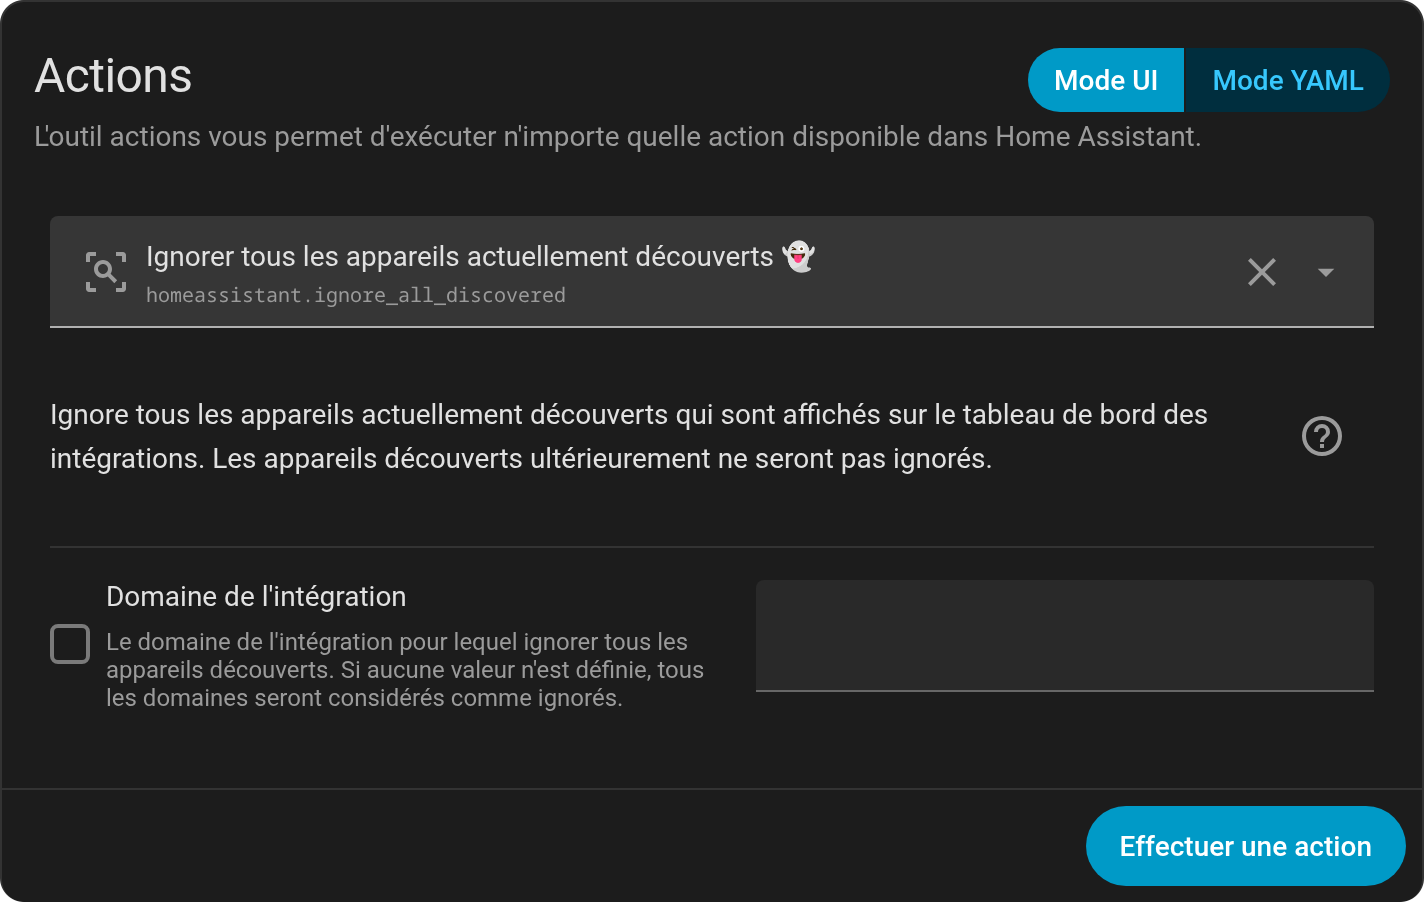 Actions
Mode UI
Mode YAML
L'outil actions vous permet d'exécuter n'importe quelle action disponible dans Home Assistant.
Ignorer tous les appareils actuellement découverts 👻
homeassistant.ignore_all_discovered
Ignore tous les appareils actuellement découverts qui sont affichés sur le tableau de bord des
intégrations. Les appareils découverts ultérieurement ne seront pas ignorés.
Domaine de l'intégration
Le domaine de l'intégration pour lequel ignorer tous les
appareils découverts. Si aucune valeur n'est définie, tous
les domaines seront considérés comme ignorés.
Effectuer une action